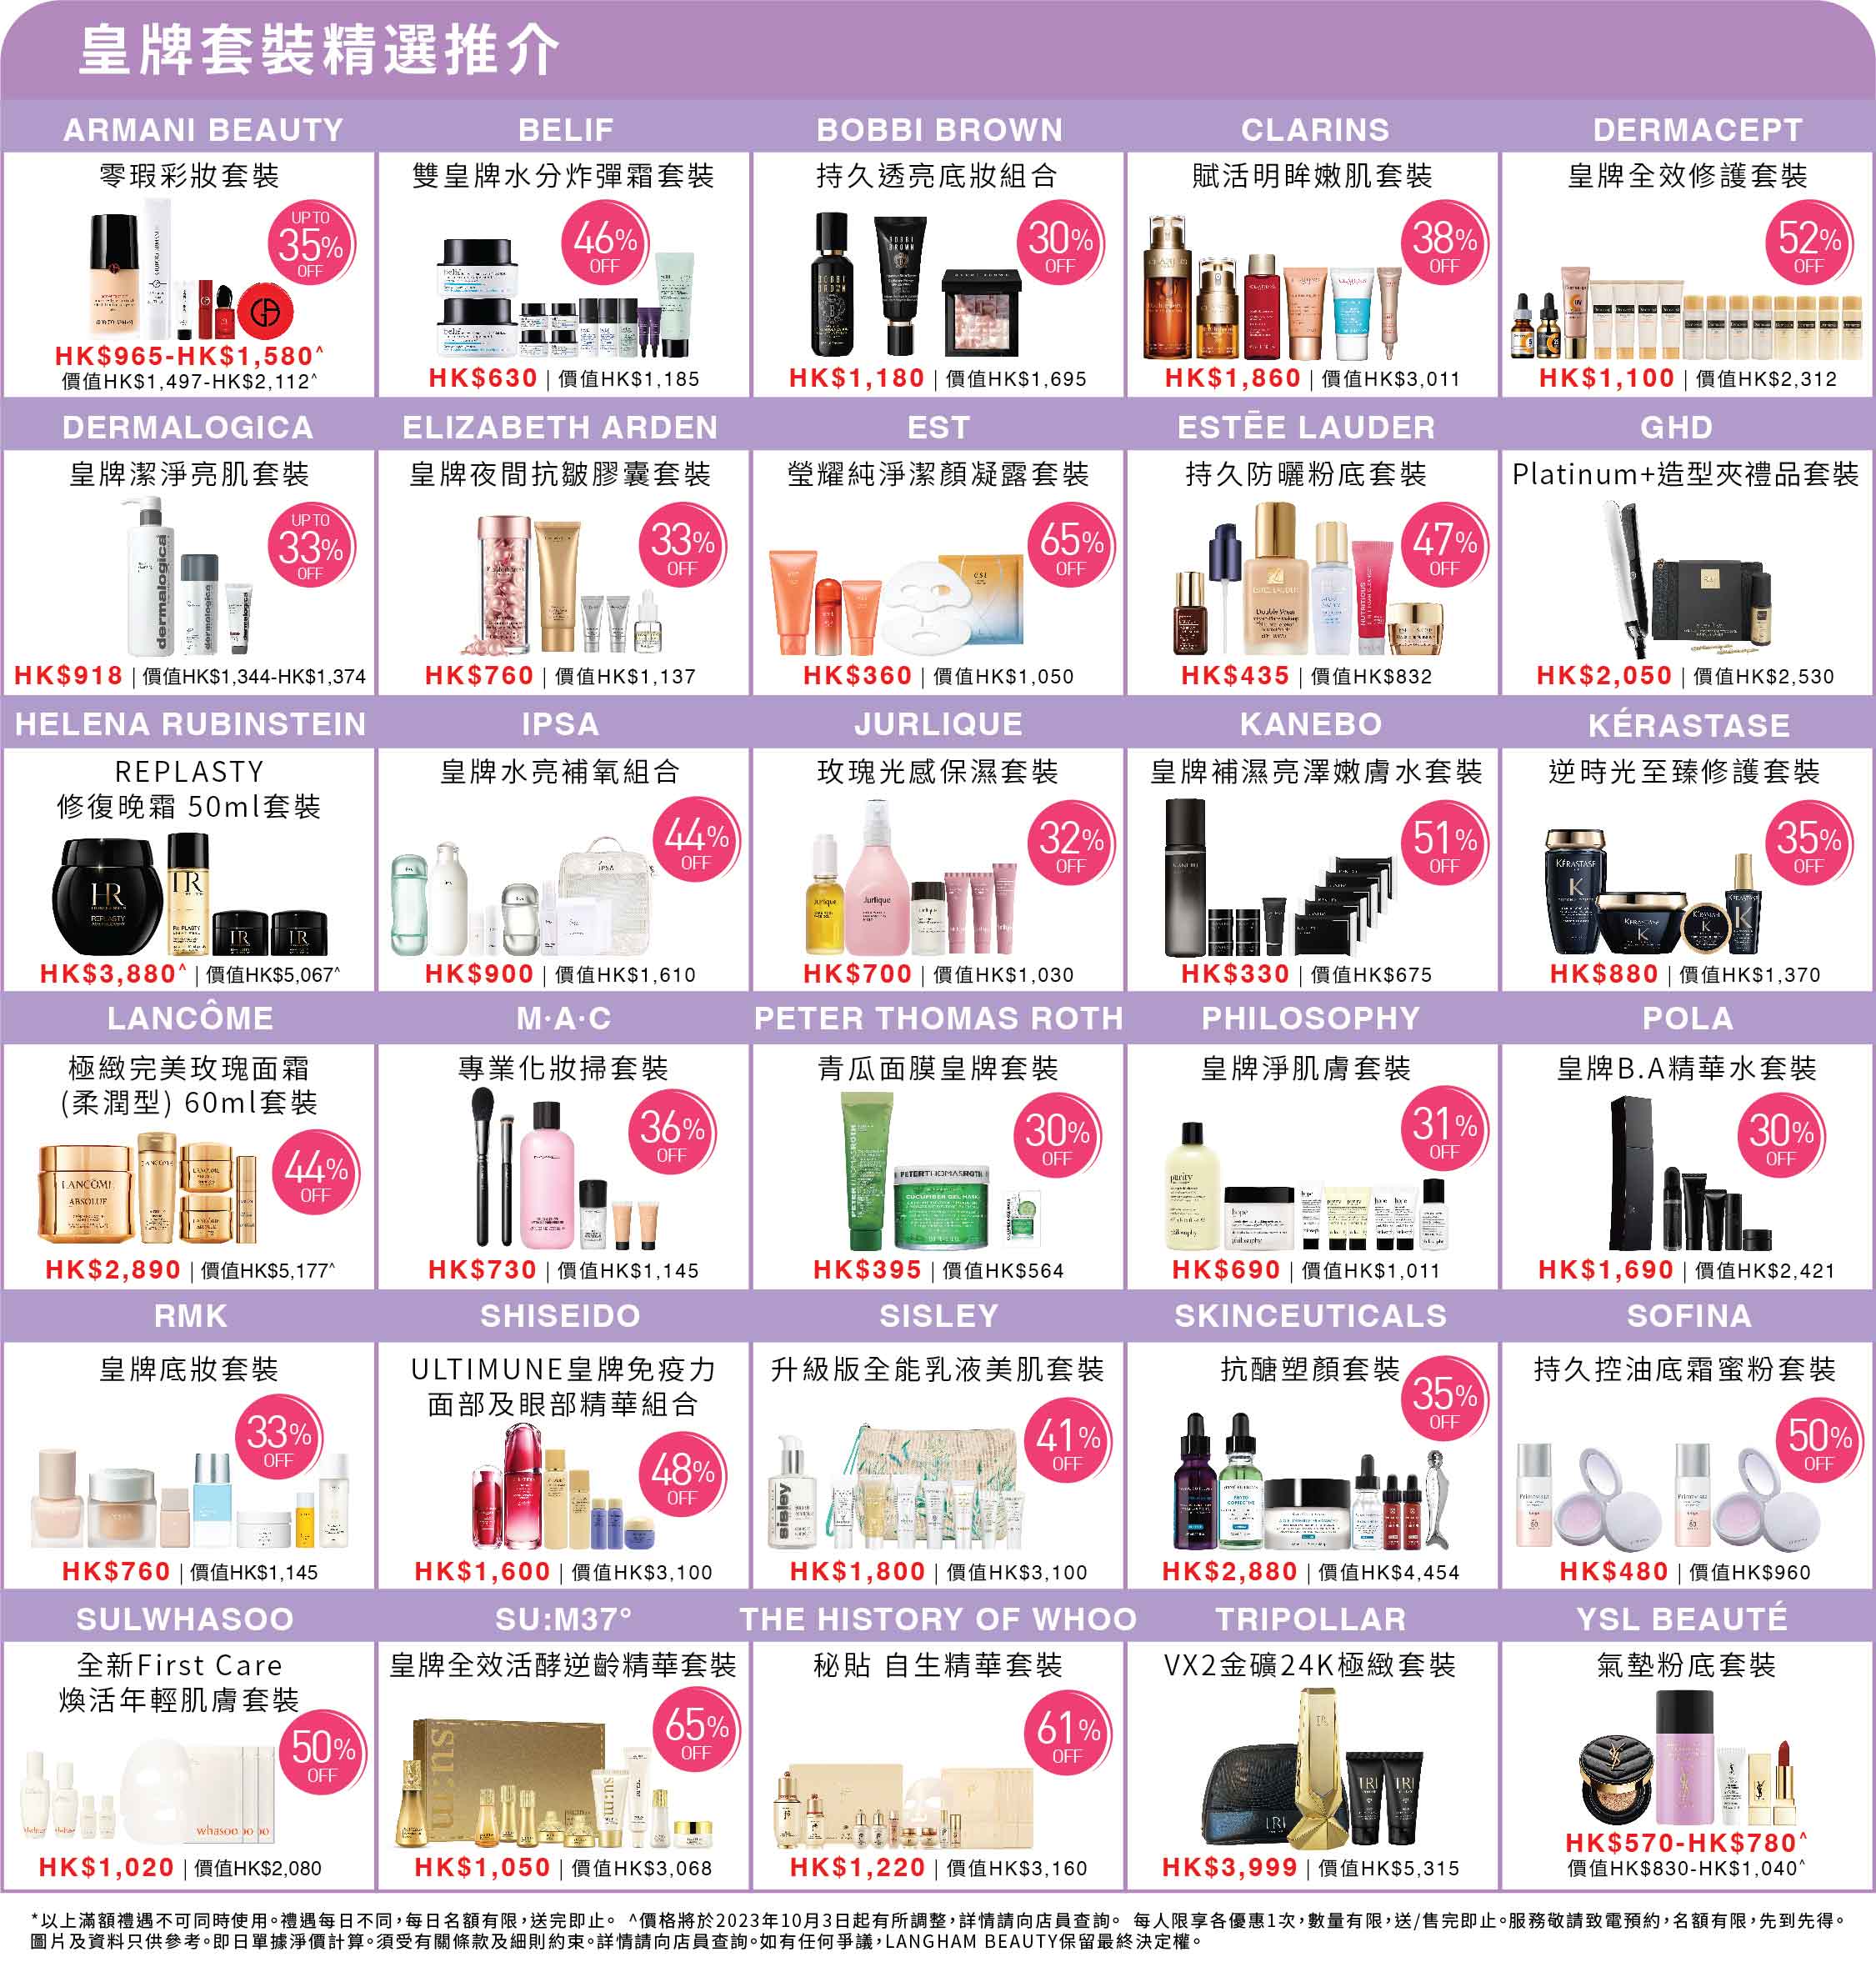 皇牌套裝精選推介
ARMANI BEAUTY
零瑕彩妝套裝
UP TO
35%
OFF
HK$965-HK$1,580^
價值HK$1,497-HK$2,112^
BELIF
雙皇牌水分炸彈霜套裝
46%
OFF
HK$630 | 價值HK$1,185
BOBBI BROWN
持久透亮底妝組合
30%
OFF
HK$1,180 | 價值HK$1,695
CLARINS
賦活明眸嫩肌套裝
38%
OFF
HK$1,860 | 價值HK$3,011
DERMACEPT
皇牌全效修護套裝
52%
OFF
HK$1,100 | 價值HK$2,312
DERMALOGICA
皇牌潔淨亮肌套裝
UP TO
33%
OFF
dermalogica
HK$918 | 價值HK$1,344-HK$1,374
ELIZABETH ARDEN
皇牌夜間抗皺膠囊套裝
33%
OFF
HK$760 | 價值HK$1,137
EST
瑩耀純淨潔顏凝露套裝
65%
OFF
est
HK$360 | 價值HK$1,050
ESTĒE LAUDER
持久防曬粉底套裝
47%
OFF
HK$435 | 價值HK$832
GHD
Platinum+造型夾禮品套裝
HK$2,050 | 價值HK$2,530
HELENA RUBINSTEIN
REPLASTY
修復晚霜 50ml套裝
HR
REPLASTY
HK$3,880^ | 價值HK$5,067^
IPSA
皇牌水亮補氧組合
44%
OFF
IPSA
HK$900 | 價值HK$1,610
JURLIQUE
玫瑰光感保濕套裝
32%
OFF
Jurlique
HK$700 | 價值HK$1,030
KANEBO
皇牌補濕亮澤嫩膚水套裝
51%
OFF
HK$330 | 價值HK$675
KÉRASTASE
逆時光至臻修護套裝
35%
OFF
KÉRASTASE
K
HK$880 | 價值HK$1,370
LANCÔME
極緻完美玫瑰面霜
(柔潤型) 60ml套裝
44%
OFF
LANCÔME
ABSOLUE
HK$2,890 | 價值HK$5,177^
M·A·C
專業化妝掃套裝
36%
OFF
HK$730 | 價值HK$1,145
PETER THOMAS ROTH
青瓜面膜皇牌套裝
30%
OFF
PETER THOMAS ROTH
CUCUMBER GEL MASK
HK$395 | 價值HK$564
PHILOSOPHY
皇牌淨肌膚套裝
31%
OFF
purity
hope
philosophy
HK$690 | 價值HK$1,011
POLA
皇牌B.A精華水套裝
30%
OFF
HK$1,690 | 價值HK$2,421
RMK
皇牌底妝套裝
33%
OFF
HK$760 | 價值HK$1,145
SHISEIDO
ULTIMUNE皇牌免疫力
面部及眼部精華組合
48%
OFF
HK$1,600 | 價值HK$3,100
SISLEY
升級版全能乳液美肌套裝
41%
OFF
sisley
HK$1,800 | 價值HK$3,100
SKINCEUTICALS
抗醣塑顏套裝
35%
OFF
HK$2,880 | 價值HK$4,454
SOFINA
持久控油底霜蜜粉套裝
50%
OFF
HK$480 | 價值HK$960
SULWHASOO
全新First Care
煥活年輕肌膚套裝
50%
OFF
whasoo
HK$1,020 | 價值HK$2,080
SU:M37°
皇牌全效活酵逆齡精華套裝
65%
OFF
su:m
HK$1,050 | 價值HK$3,068
THE HISTORY OF WHOO
秘貼 自生精華套裝
61%
OFF
HK$1,220 | 價值HK$3,160
TRIPOLLAR
VX2金礦24K極緻套裝
TRI
HK$3,999 | 價值HK$5,315
YSL BEAUTÉ
氣墊粉底套裝
HK$570-HK$780^
價值HK$830-HK$1,040^
*以上滿額禮遇不可同時使用。禮遇每日不同，每日名額有限，送完即止。 ^價格將於2023年10月3日起有所調整，詳情請向店員查詢。 每人限享各優惠1次，數量有限，送/售完即止。服務敬請致電預約，名額有限，先到先得。
圖片及資料只供參考。即日單據淨價計算。須受有關條款及細則約束。詳情請向店員查詢。如有任何爭議，LANGHAM BEAUTY保留最終決定權。